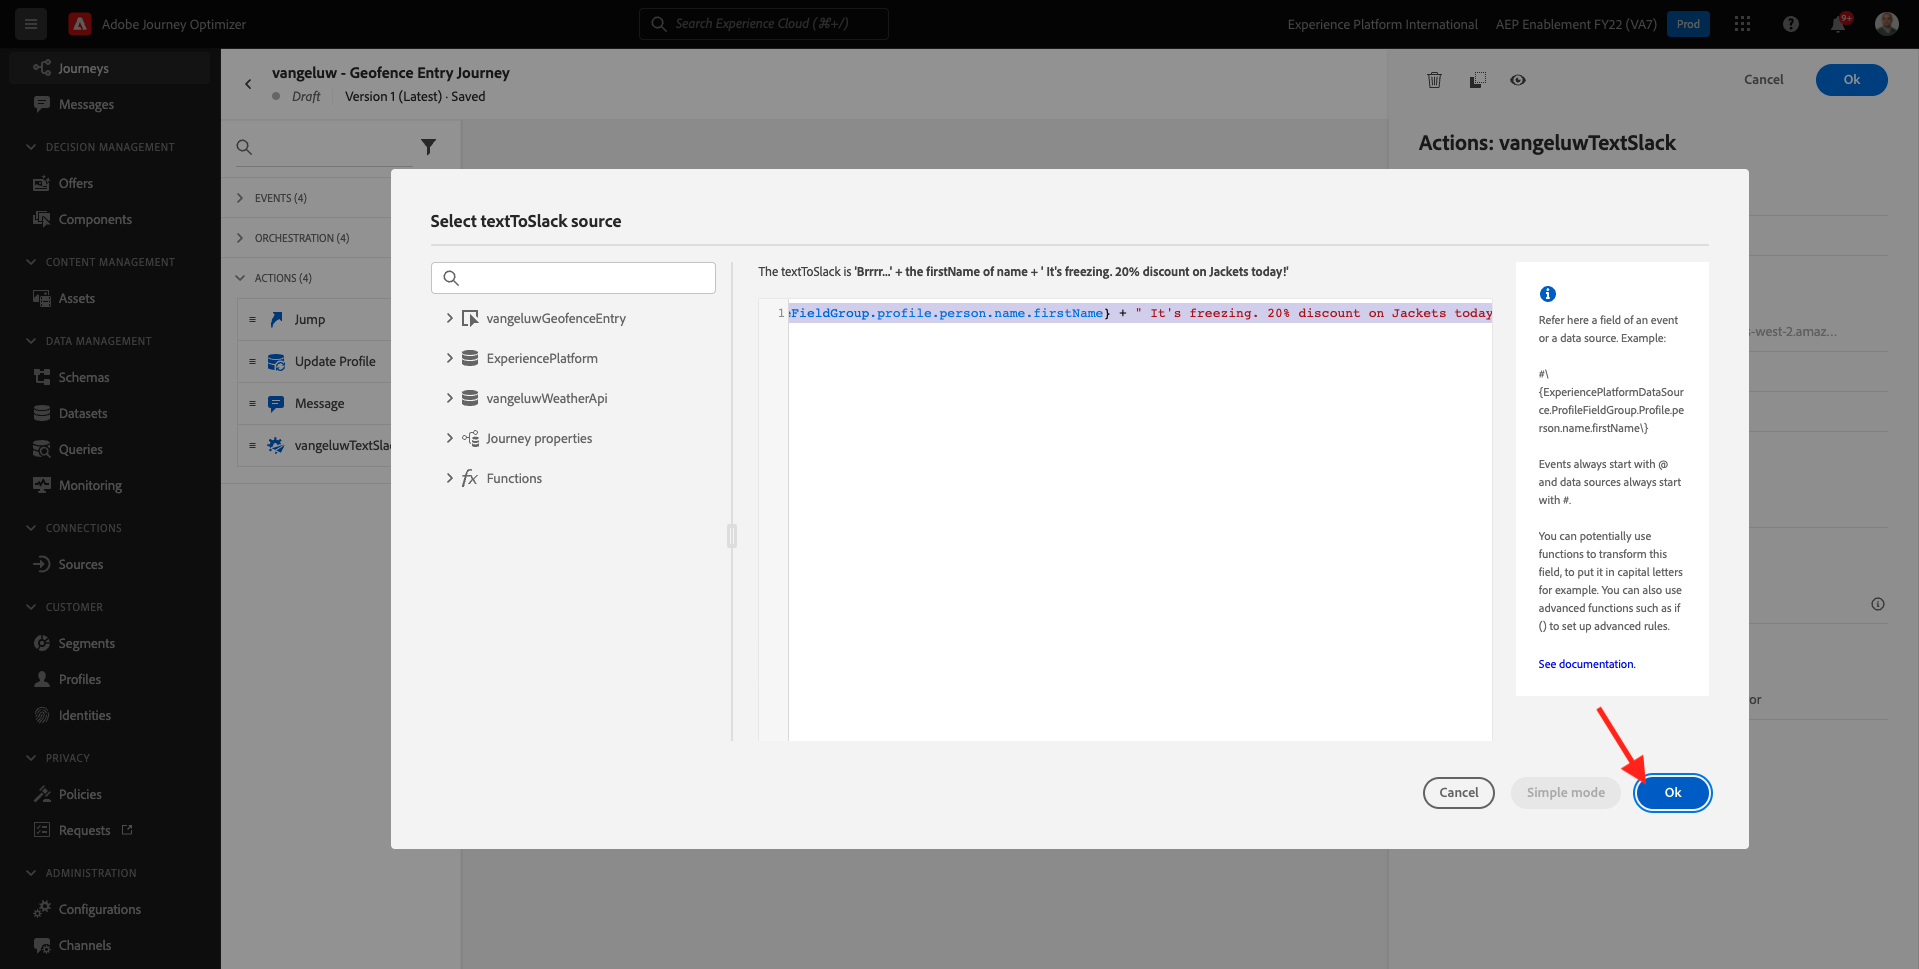 Adobe Journey Optimizer
Search Experience Cloud (⌘+/)
Experience Platform International
AEP Enablement FY22 (VA7)
Prod
9+
Journeys
Messages
DECISION MANAGEMENT
Offers
Components
CONTENT MANAGEMENT
Assets
DATA MANAGEMENT
Schemas
Datasets
Queries
Monitoring
CONNECTIONS
Sources
CUSTOMER
Segments
Profiles
Identities
PRIVACY
Policies
Requests
ADMINISTRATION
Configurations
Channels
vangeluw - Geofence Entry Journey
Draft
Version 1 (Latest) · Saved
EVENTS (4)
ORCHESTRATION (4)
ACTIONS (4)
Jump
Update Profile
Message
vangeluwTextSla
Cancel
Ok
Actions: vangeluwTextSlack
s-west-2.amaz...
or
Select textToSlack source
vangeluwGeofenceEntry
ExperiencePlatform
vangeluwWeatherApi
Journey properties
fx Functions
The textToSlack is 'Brrrr...' + the firstName of name + ' It's freezing. 20% discount on Jackets today!'
1
FieldGroup.profile.person.name.firstName} + " It's freezing. 20% discount on Jackets today
Refer here a field of an event
or a data source. Example:
#\
{ExperiencePlatformDataSour
ce.ProfileFieldGroup.Profile.pe
rson.name.firstName\}
Events always start with @
and data sources always start
with #.
You can potentially use
functions to transform this
field, to put it in capital letters
for example. You can also use
advanced functions such as if
() to set up advanced rules.
See documentation.
Cancel
Simple mode
Ok